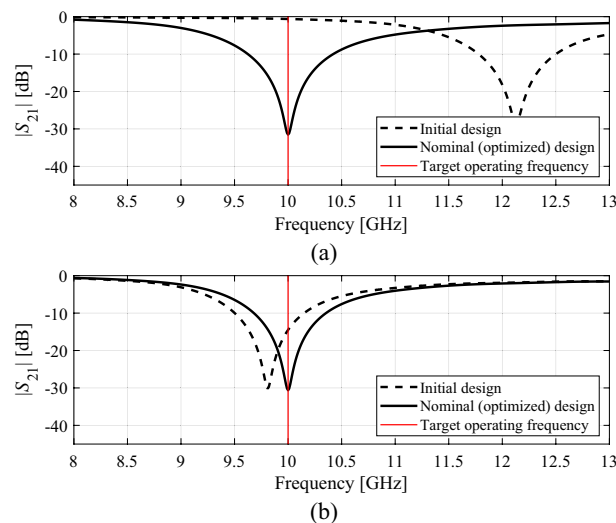 0
-10
-20
-30
-40
|S21| [dB]
Initial design
Nominal (optimized) design
Target operating frequency
8 8.5 9 9.5 10 10.5 11 11.5 12 12.5 13
Frequency [GHz]
(a)
0
-10
-20
-30
-40
|S21| [dB]
Initial design
Nominal (optimized) design
Target operating frequency
8 8.5 9 9.5 10 10.5 11 11.5 12 12.5 13
Frequency [GHz]
(b)